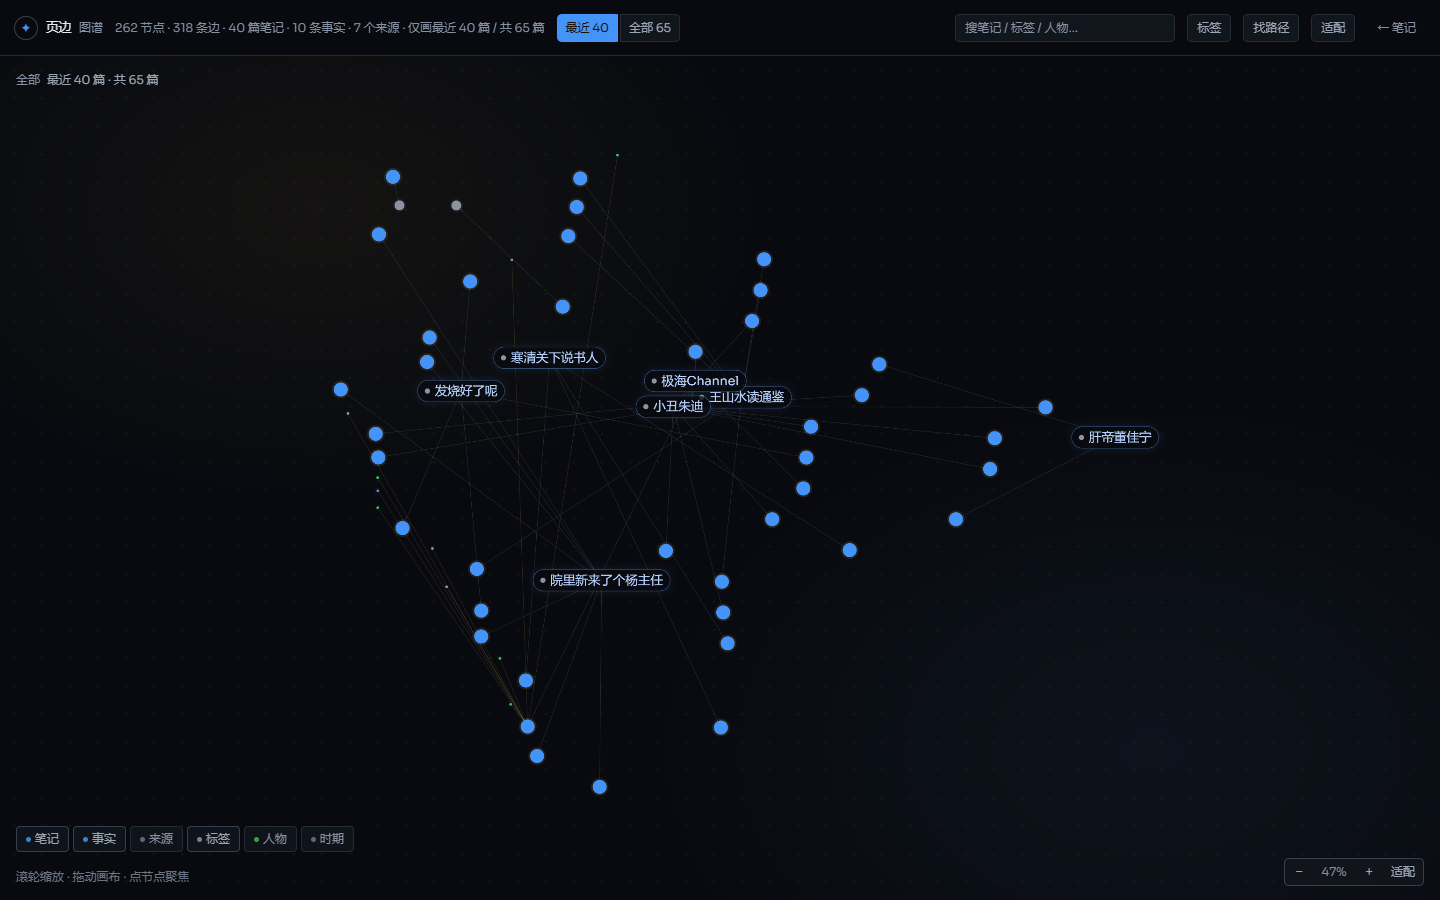 页边 图谱 262 节点 · 318 条边 · 40 篇笔记 · 10 条事实 · 7 个来源 · 仅画最近 40 篇 / 共 65 篇 最近 40 全部 65 搜笔记 / 标签 / 人物... 标签 找路径 适配 ← 笔记
全部 最近 40 篇 · 共 65 篇
寒清关下说书人
极海Channel
发烧好了呢
王山水读通鉴
小丑朱迪
肝帝董佳宁
院里新来了个杨主任
笔记 事实 来源 标签 人物 时期
滚轮缩放 · 拖动画布 · 点节点聚焦
− 47% + 适配